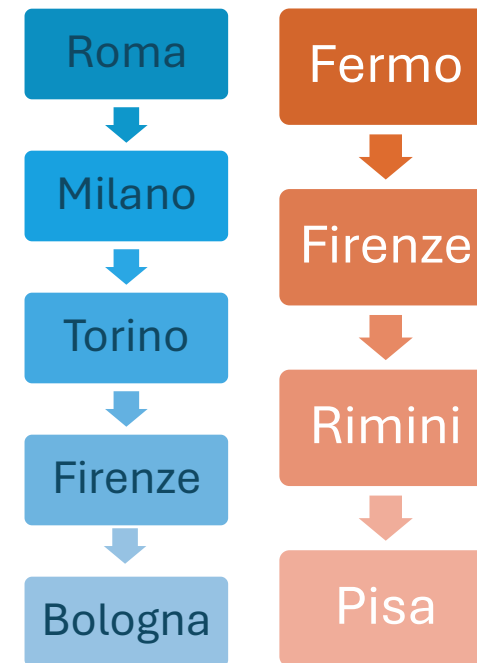 Roma
Milano
Torino
Firenze
Bologna
Fermo
Firenze
Rimini
Pisa